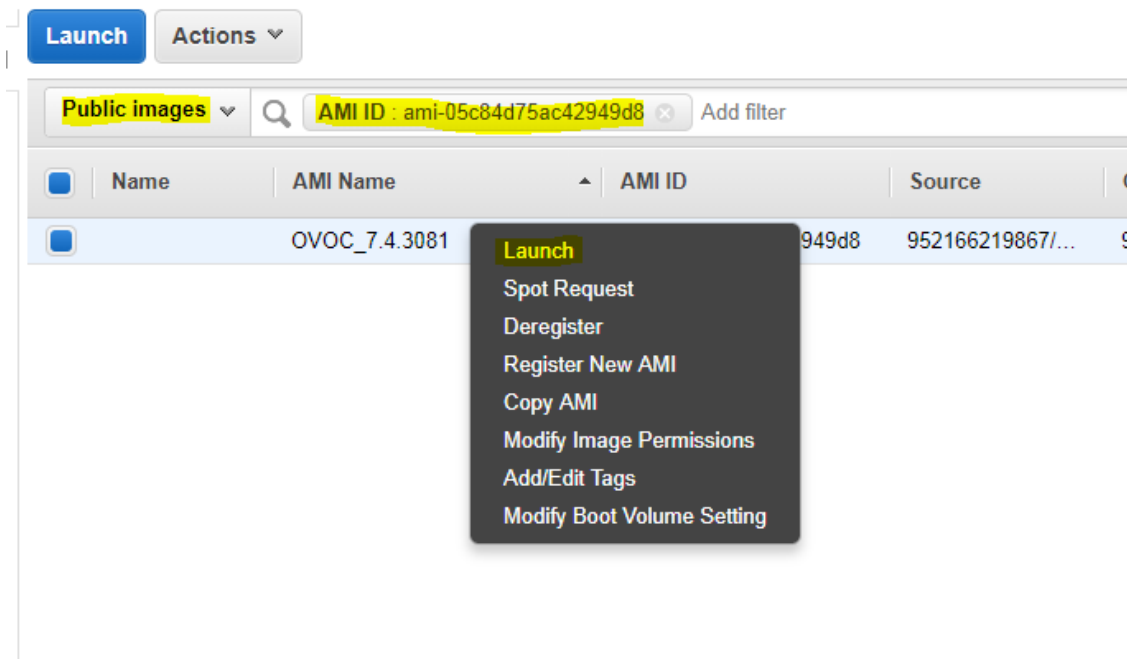 Launch Actions
Public images AMI ID : ami-05c84d75ac42949d8 Add filter
Name AMI Name AMI ID Source
OVOC_7.4.3081 949d8 952166219867/...
Launch
Spot Request
Deregister
Register New AMI
Copy AMI
Modify Image Permissions
Add/Edit Tags
Modify Boot Volume Setting